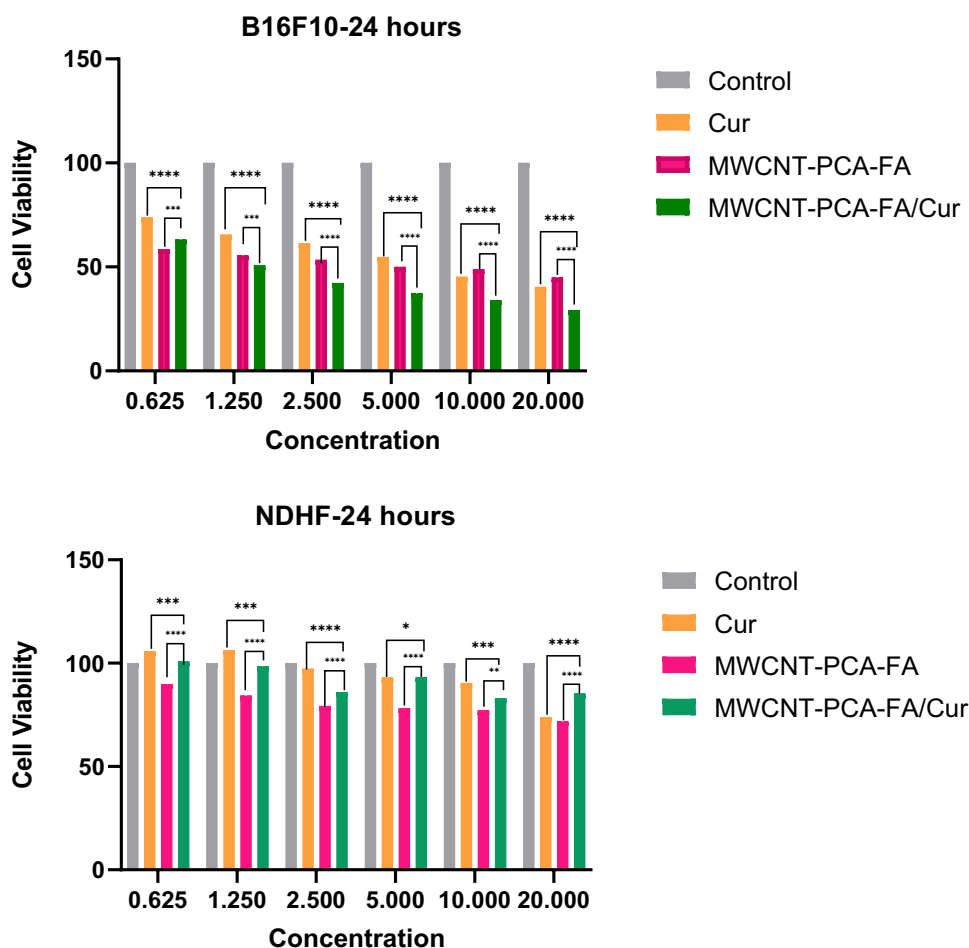 B16F10-24 hours
150
100
50
0
Cell Viability
**** **** **** **** **** ****
*** *** **** **** **** ****
0.625 1.250 2.500 5.000 10.000 20.000
Concentration
Control
Cur
MWCNT-PCA-FA
MWCNT-PCA-FA/Cur
NDHF-24 hours
150
100
50
0
Cell Viability
*** *** **** * *** ****
**** **** **** **** ** ****
0.625 1.250 2.500 5.000 10.000 20.000
Concentration
Control
Cur
MWCNT-PCA-FA
MWCNT-PCA-FA/Cur